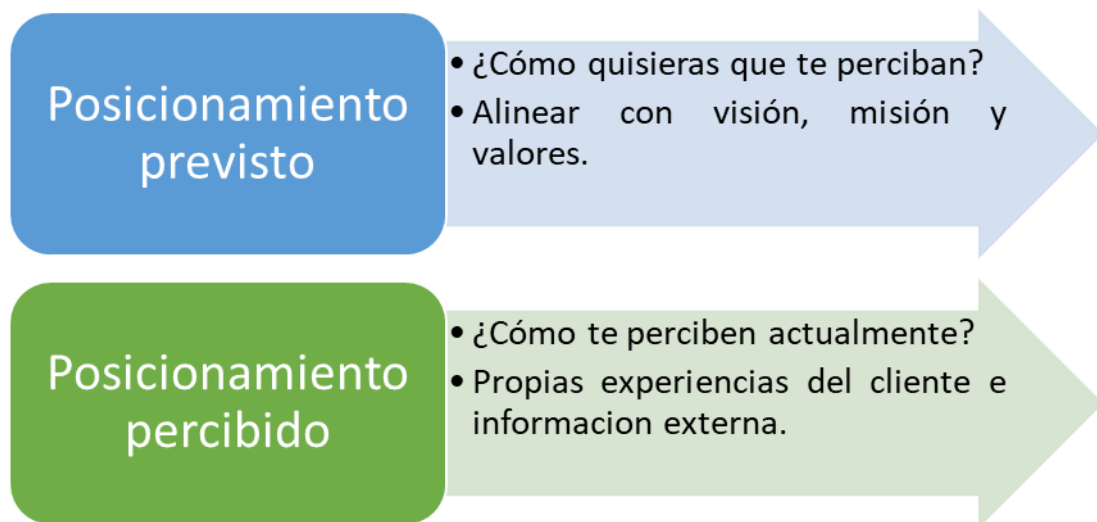 Posicionamiento
previsto
• ¿Cómo quisieras que te perciban?
• Alinear con visión, misión y
valores.
Posicionamiento
percibido
• ¿Cómo te perciben actualmente?
• Propias experiencias del cliente e
informacion externa.